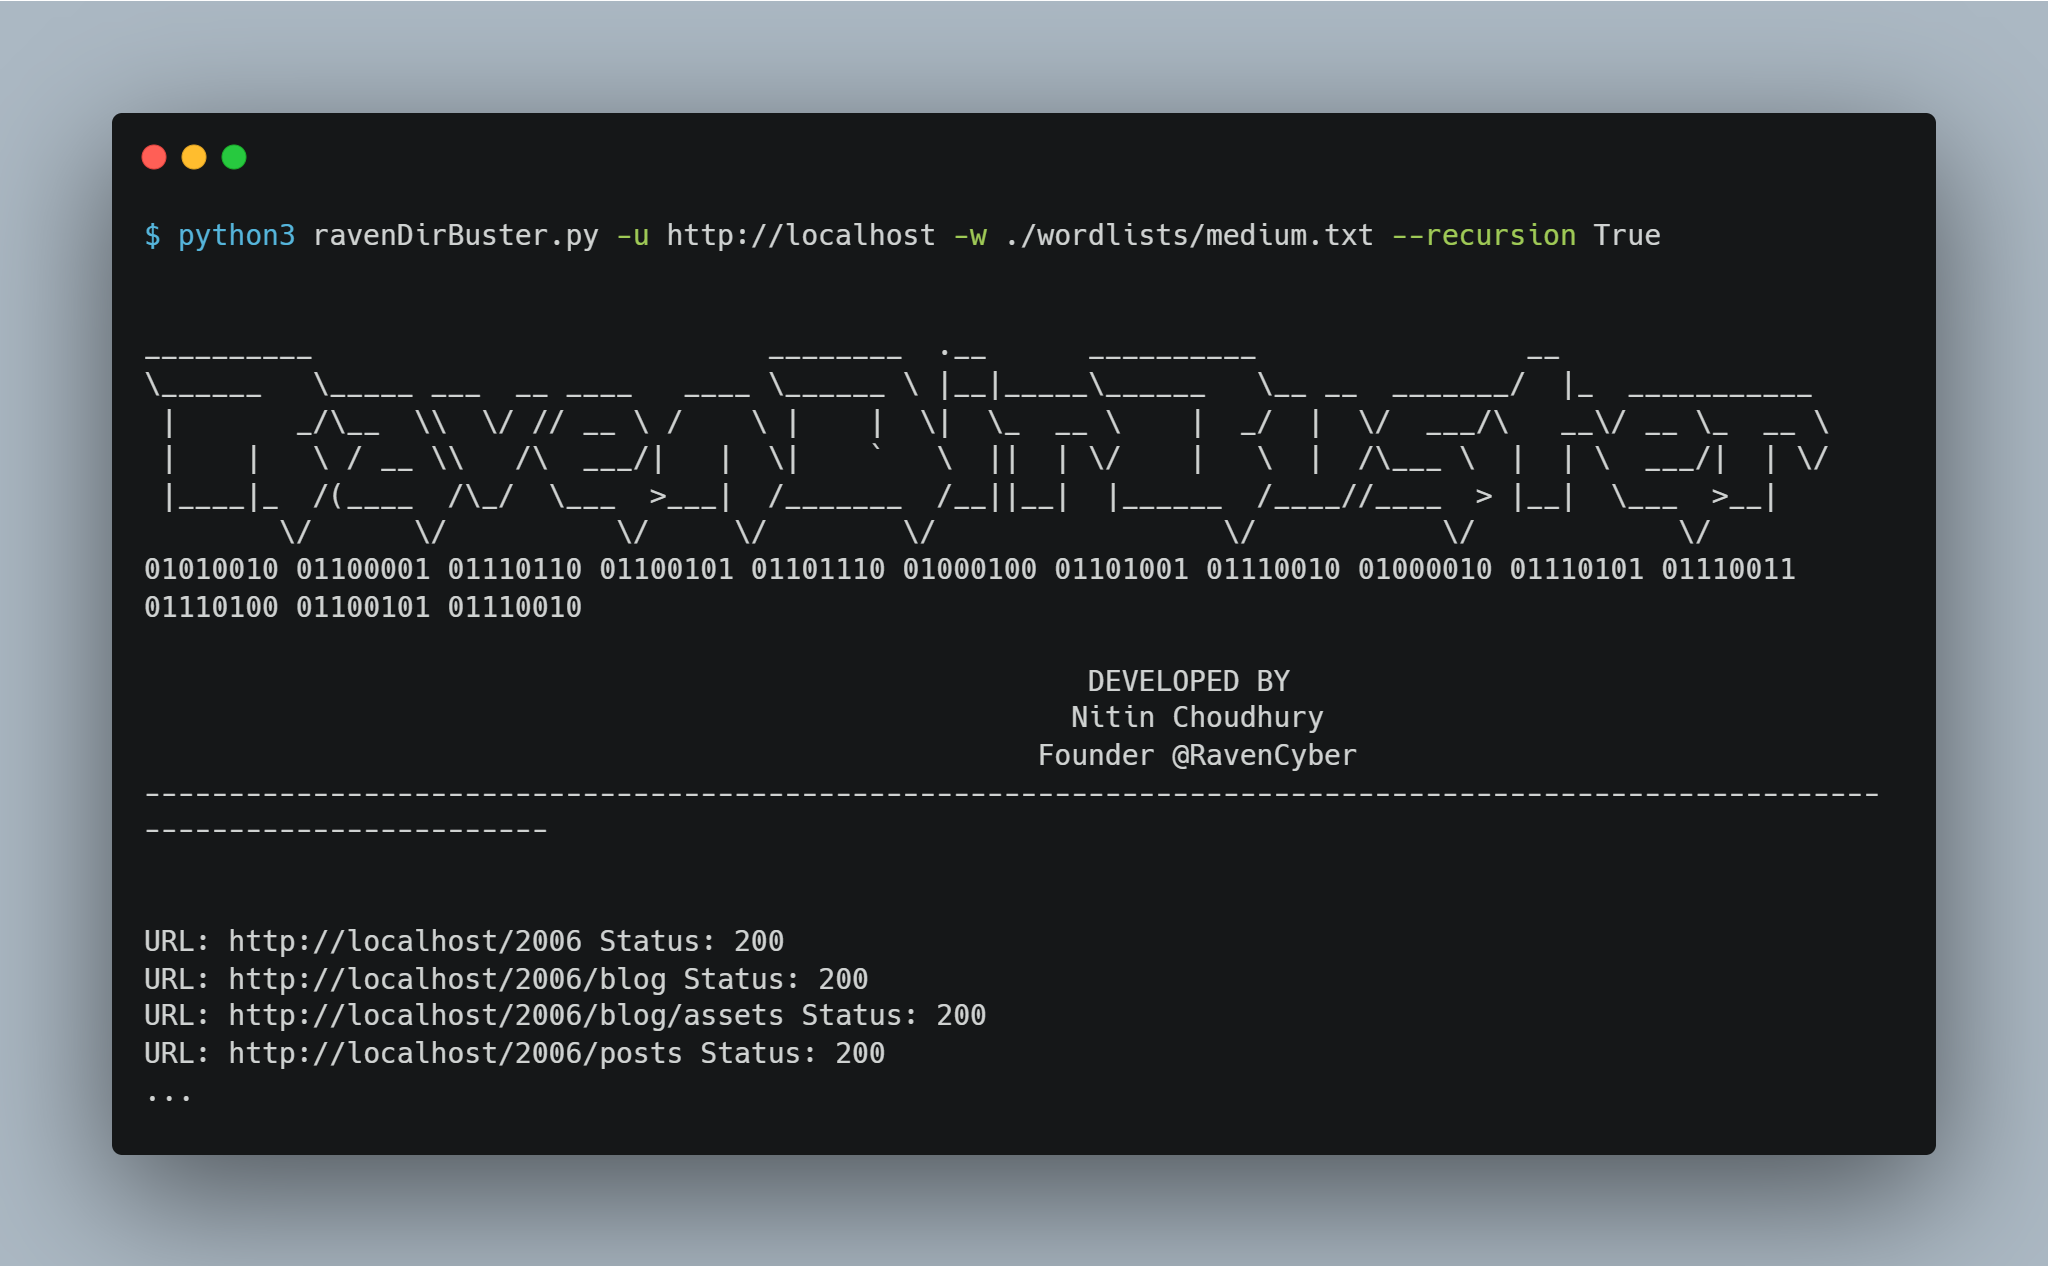 $ python3 ravenDirBuster.py -u http://localhost -w ./wordlists/medium.txt --recursion True
RavenDirBuster
01010010 01100001 01110110 01100101 01101110 01000100 01101001 01110010 01000010 01110101 01110011
01110100 01100101 01110010
DEVELOPED BY
Nitin Choudhury
Founder @RavenCyber
-------------------------------------------------------------------------------------------------------
------------------------
URL: http://localhost/2006 Status: 200
URL: http://localhost/2006/blog Status: 200
URL: http://localhost/2006/blog/assets Status: 200
URL: http://localhost/2006/posts Status: 200
...